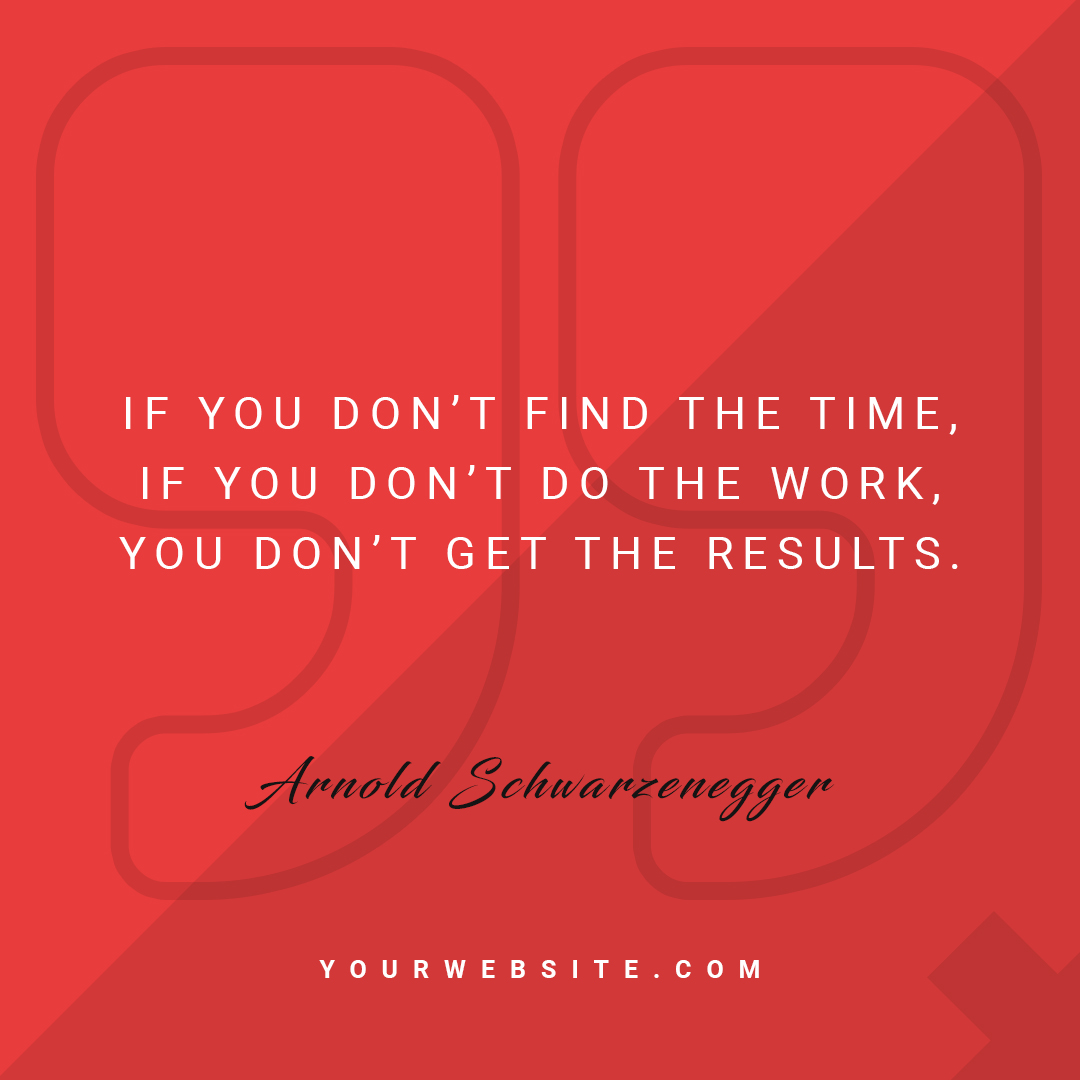 IF YOU DON’T FIND THE TIME,
IF YOU DON’T DO THE WORK,
YOU DON’T GET THE RESULTS.
Arnold Schwarzenegger
YOURWEBSITE.COM